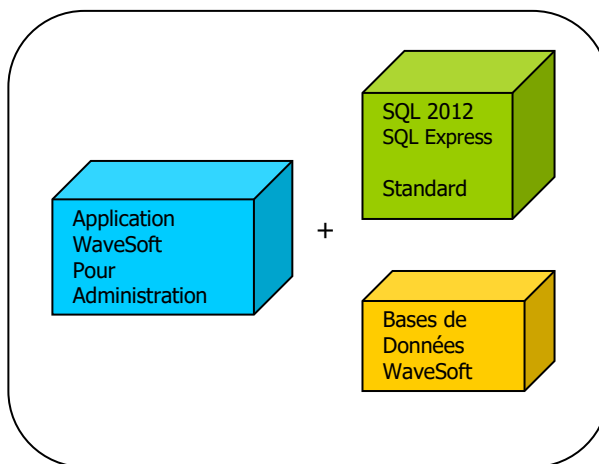 Application
WaveSoft
Pour
Administration
+
SQL 2012
SQL Express
Standard
Bases de
Données
WaveSoft